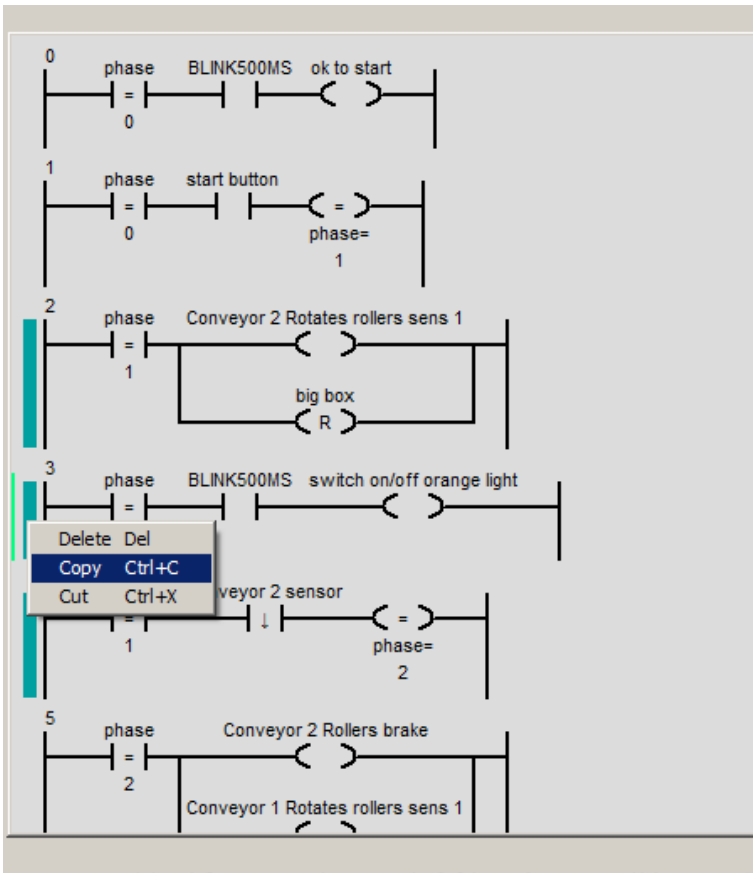 0
phase BLINK500MS ok to start
=
0
1
phase start button
= =
0 phase=
1
2
phase Conveyor 2 Rotates rollers sens 1
=
1
big box
R
3
phase BLINK500MS switch on/off orange light
=
Delete Del
Copy Ctrl+C
Cut Ctrl+X
veyor 2 sensor
= ↓ =
1 phase=
2
5
phase Conveyor 2 Rollers brake
=
2
Conveyor 1 Rotates rollers sens 1